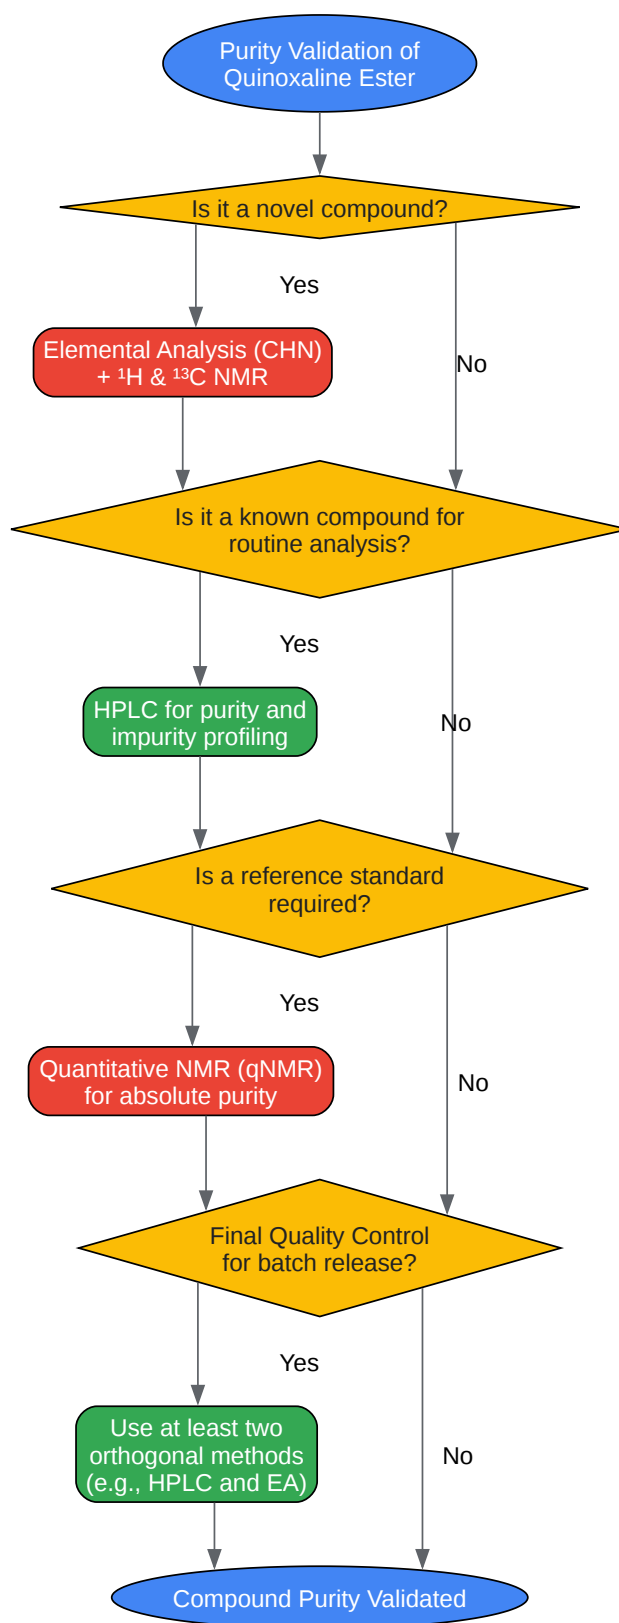 Purity Validation of
Quinoxaline Ester
Is it a novel compound?
Yes
Elemental Analysis (CHN)
+ ¹H & ¹³C NMR
No
Is it a known compound for
routine analysis?
Yes
HPLC for purity and
impurity profiling
No
Is a reference standard
required?
Yes
Quantitative NMR (qNMR)
for absolute purity
No
Final Quality Control
for batch release?
Yes
Use at least two
orthogonal methods
(e.g., HPLC and EA)
No
Compound Purity Validated